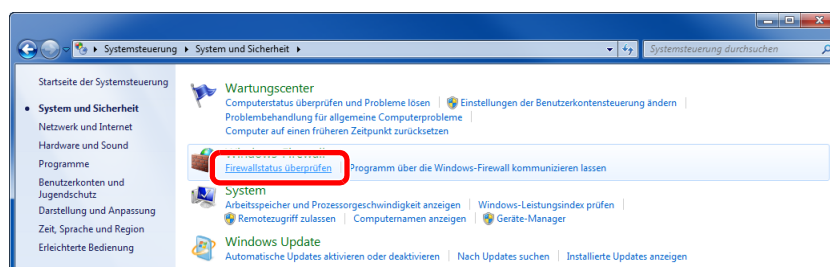 Systemsteuerung ▸ System und Sicherheit ▸
Systemsteuerung durchsuchen
Startseite der Systemsteuerung
System und Sicherheit
Netzwerk und Internet
Hardware und Sound
Programme
Benutzerkonten und
Jugendschutz
Darstellung und Anpassung
Zeit, Sprache und Region
Erleichterte Bedienung
Wartungscenter
Computerstatus überprüfen und Probleme lösen | Einstellungen der Benutzerkontensteuerung ändern |
Problembehandlung für allgemeine Computerprobleme |
Computer auf einen früheren Zeitpunkt zurücksetzen
Windows-Firewall
Firewallstatus überprüfen | Programm über die Windows-Firewall kommunizieren lassen
System
Arbeitsspeicher und Prozessorgeschwindigkeit anzeigen | Windows-Leistungsindex prüfen |
Remotezugriff zulassen | Computernamen anzeigen | Geräte-Manager
Windows Update
Automatische Updates aktivieren oder deaktivieren | Nach Updates suchen | Installierte Updates anzeigen